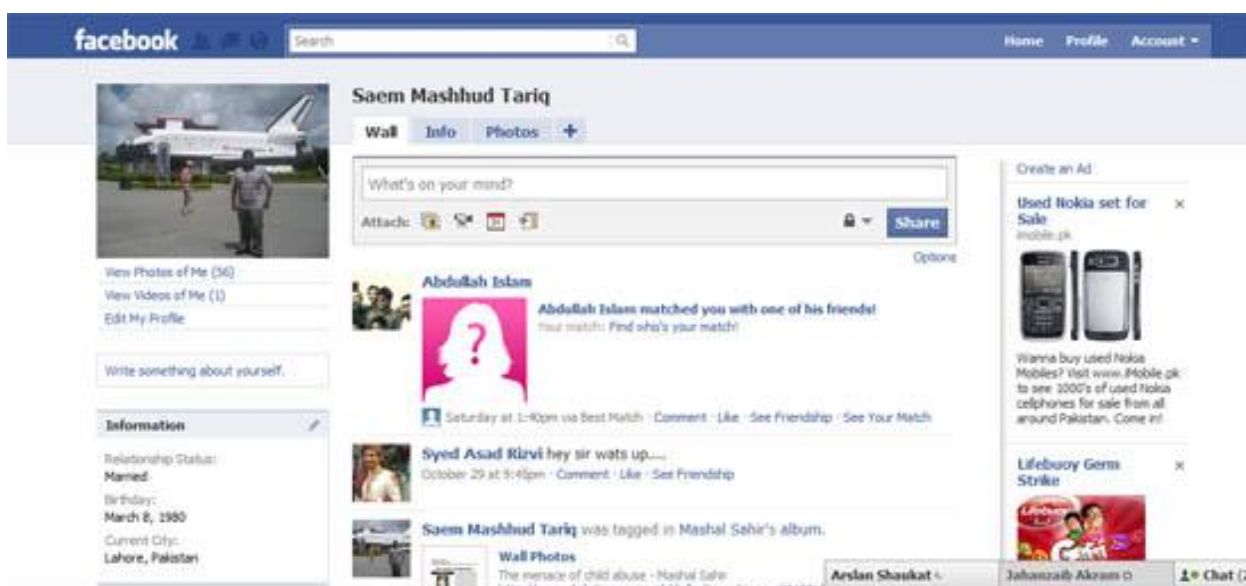 facebook
Search
Home Profile Account
Saem Mashhud Tariq
Wall Info Photos +
What's on your mind?
Attach:
Share
Options
View Photos of Me (56)
View Videos of Me (1)
Edit My Profile
Write something about yourself.
Information
Relationship Status:
Married
Birthday:
March 8, 1980
Current City:
Lahore, Pakistan
Abdullah Islam
Abdullah Islam matched you with one of his friends!
Your match: Find who's your match!
?
Saturday at 1:40pm via Best Match · Comment · Like · See Friendship · See Your Match
Syed Asad Rizvi hey sir wats up....
October 29 at 9:45pm · Comment · Like · See Friendship
Saem Mashhud Tariq was tagged in Mashal Sahir's album.
Wall Photos
The menace of child abuse - Mashal Sahir
Create an Ad
Used Nokia set for
Sale
imobile.pk
Wanna buy used Nokia
Mobiles? Visit www.iMobile.pk
to see 1000's of used Nokia
cellphones for sale from all
around Pakistan. Come in!
Lifebuoy Germ
Strike
Lifebuoy
Arslan Shaukat
Jahanzaib Akram
Chat